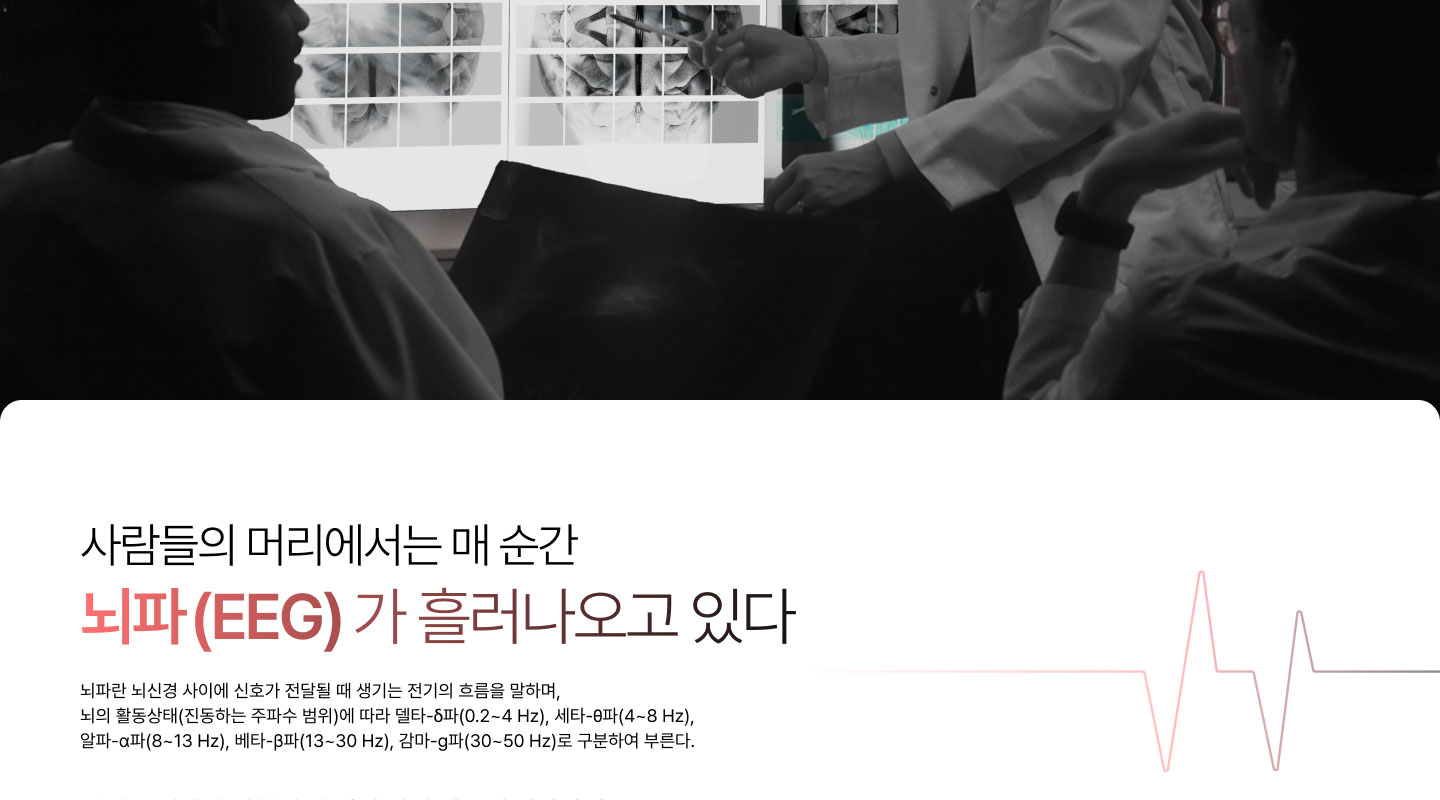 사람들의 머리에서는 매 순간
뇌파(EEG) 가 흘러나오고 있다
뇌파란 뇌신경 사이에 신호가 전달될 때 생기는 전기의 흐름을 말하며,
뇌의 활동상태(진동하는 주파수 범위)에 따라 델타-δ파(0.2~4 Hz), 세타-θ파(4~8 Hz),
알파-α파(8~13 Hz), 베타-β파(13~30 Hz), 감마-g파(30~50 Hz)로 구분하여 부른다.